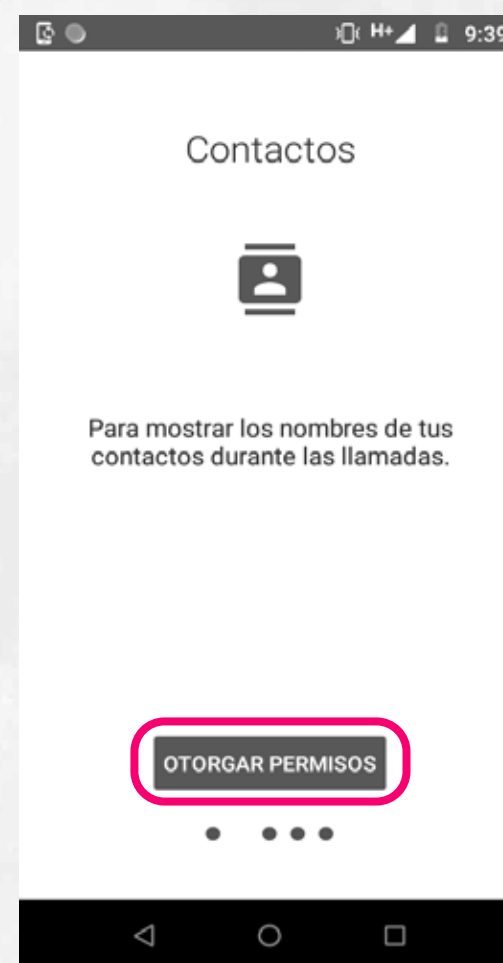 H+ 9:39
Contactos
Para mostrar los nombres de tus
contactos durante las llamadas.
OTORGAR PERMISOS